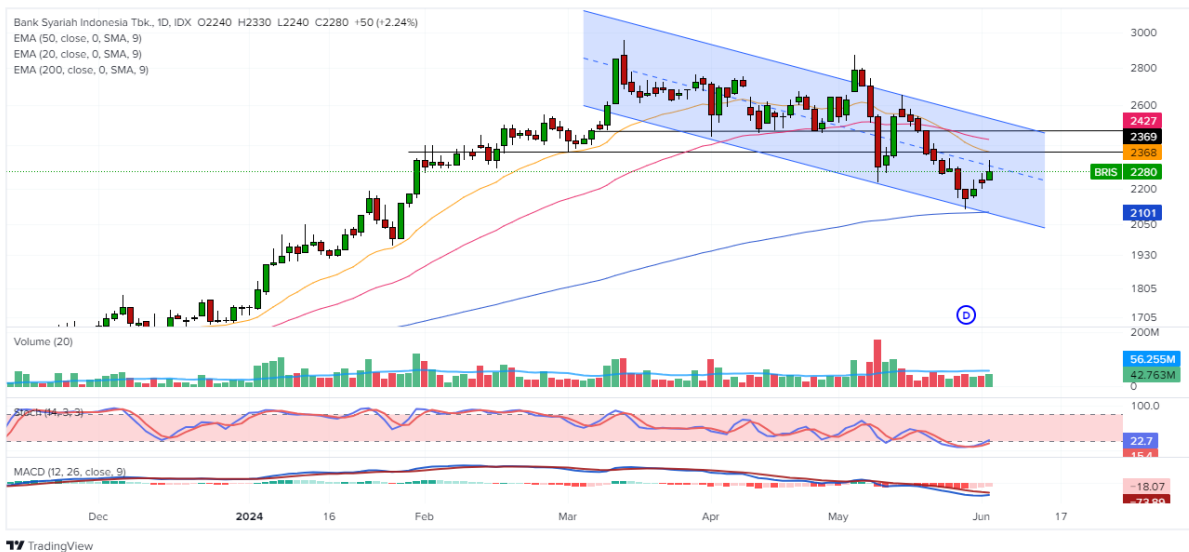 Bank Syariah Indonesia Tbk., 1D, IDX O2240 H2330 L2240 C2280 +50 (+2.24%)
EMA (50, close, 0, SMA, 9)
EMA (20, close, 0, SMA, 9)
EMA (200, close, 0, SMA, 9)
3000
2800
2600
2427
2369
2368
BRIS 2280
2200
2101
2050
1930
1805
1705
D
Volume (20)
200M
56.255M
42.763M
0
Stoch (14, 3, 3)
100.0
22.7
15.4
MACD (12, 26, close, 9)
−18.07
−73.89
Dec 2024 16 Feb Mar Apr May Jun 17
TradingView